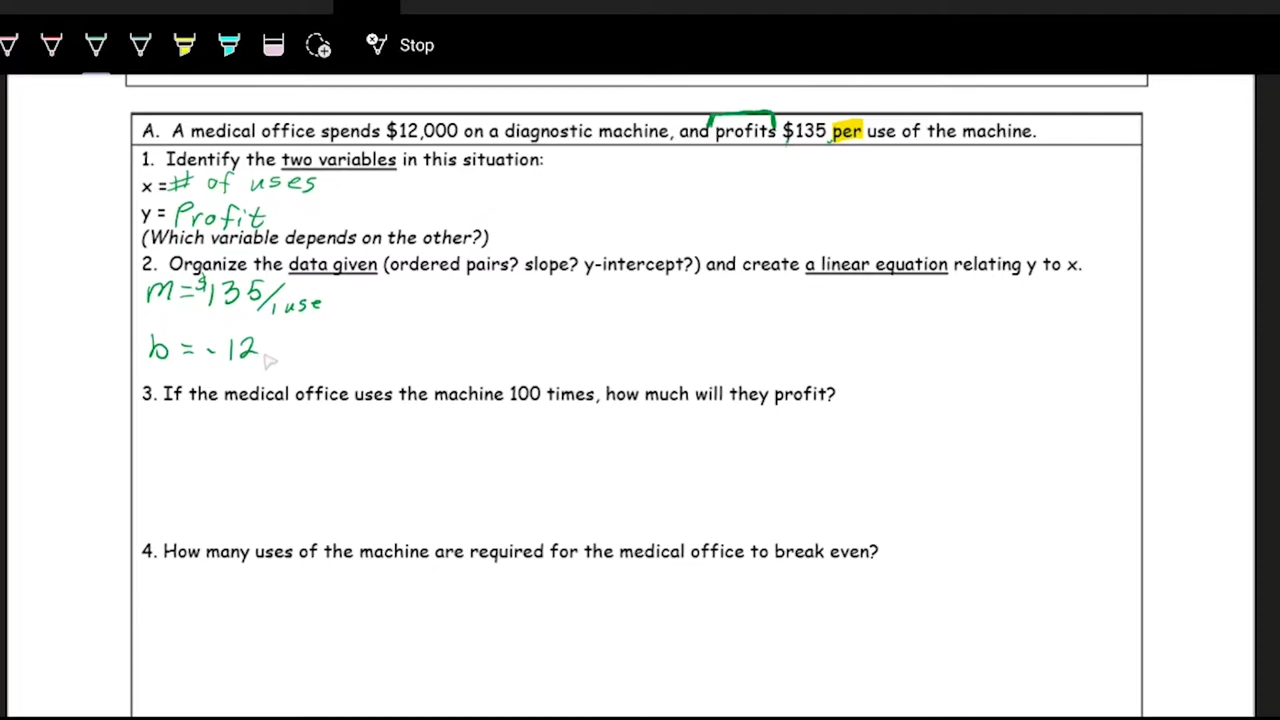 Stop
A. A medical office spends $12,000 on a diagnostic machine, and profits $135 per use of the machine.
1. Identify the two variables in this situation:
x = # of uses
y = Profit
(Which variable depends on the other?)
2. Organize the data given (ordered pairs? slope? y-intercept?) and create a linear equation relating y to x.
m = $135/1 use
b = -12
3. If the medical office uses the machine 100 times, how much will they profit?
4. How many uses of the machine are required for the medical office to break even?